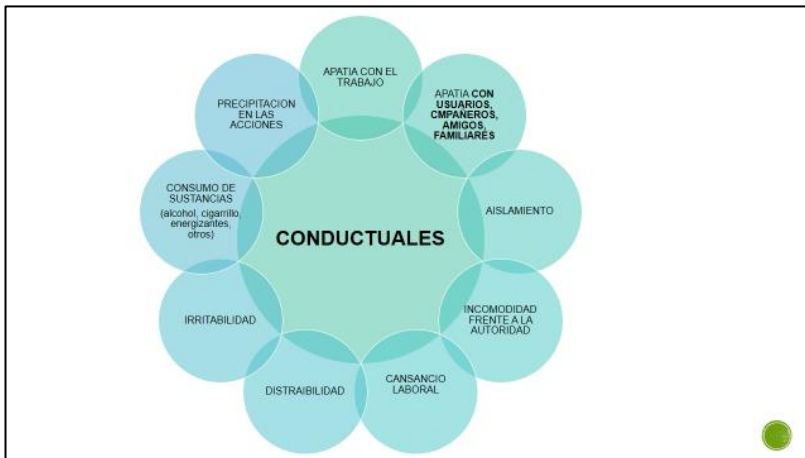 APATIA CON EL
TRABAJO
APATIA CON
USUARIOS,
CMPAÑEROS,
AMIGOS,
FAMILIARES
AISLAMIENTO
INCOMODIDAD
FRENTE A LA
AUTORIDAD
CANSANCIO
LABORAL
DISTRAIBILIDAD
IRRITABILIDAD
CONSUMO DE
SUSTANCIAS
(alcohol, cigarrillo,
energizantes,
otros)
PRECIPITACION
EN LAS
ACCIONES
CONDUCTUALES